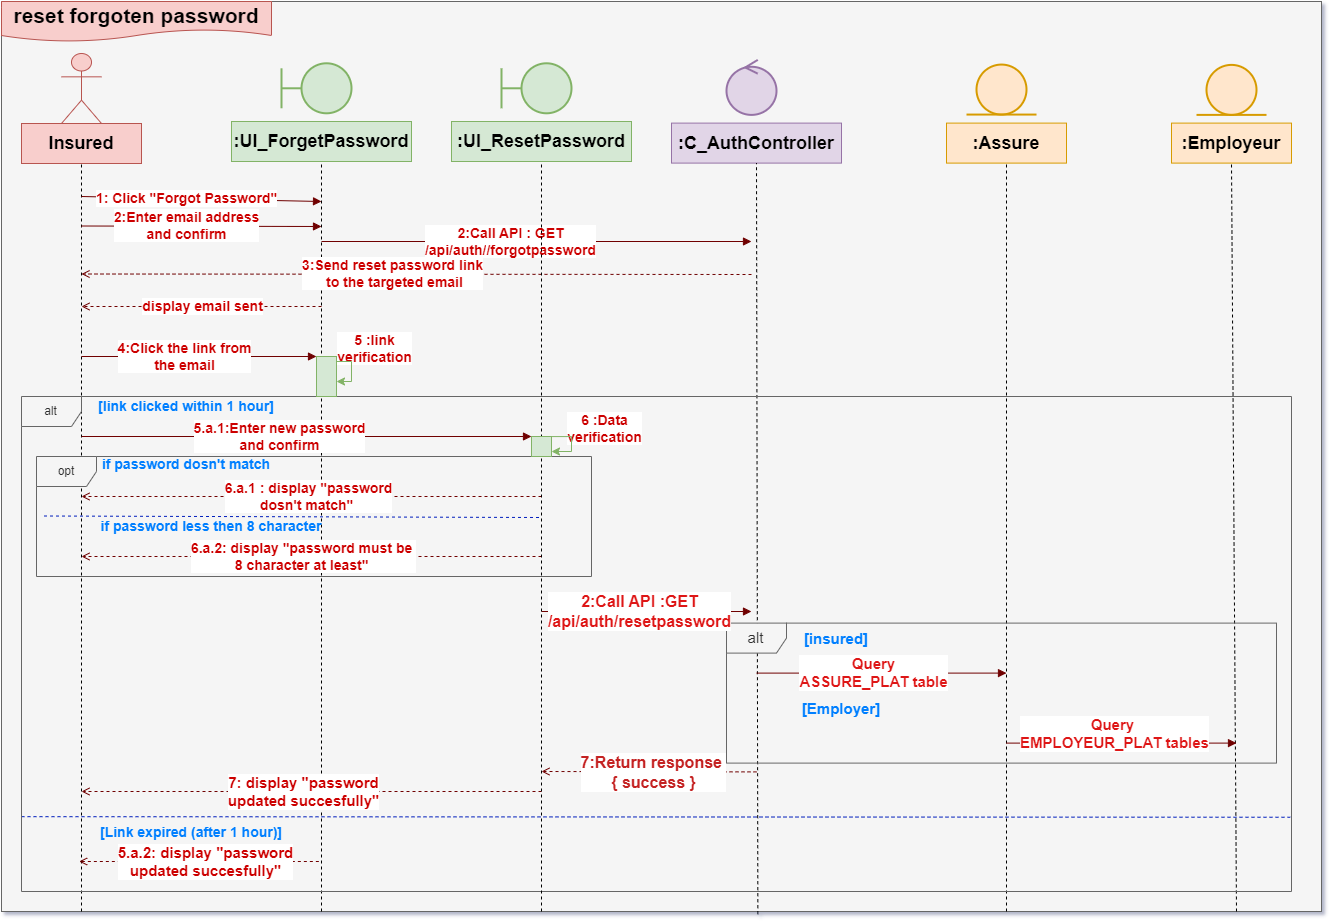 reset forgoten password
Insured
:UI_ForgetPassword
:UI_ResetPassword
:C_AuthController
:Assure
:Employeur
1: Click "Forgot Password"
2:Enter email address
and confirm
2:Call API : GET
/api/auth//forgotpassword
3:Send reset password link
to the targeted email
display email sent
4:Click the link from
the email
5 :link
verification
alt
[link clicked within 1 hour]
5.a.1:Enter new password
and confirm
6 :Data
verification
opt
if password dosn't match
6.a.1 : display "password
dosn't match"
if password less then 8 character
6.a.2: display "password must be
8 character at least"
2:Call API :GET
/api/auth/resetpassword
alt
[insured]
Query
ASSURE_PLAT table
[Employer]
Query
EMPLOYEUR_PLAT tables
7:Return response
{ success }
7: display "password
updated succesfully"
[Link expired (after 1 hour)]
5.a.2: display "password
updated succesfully"